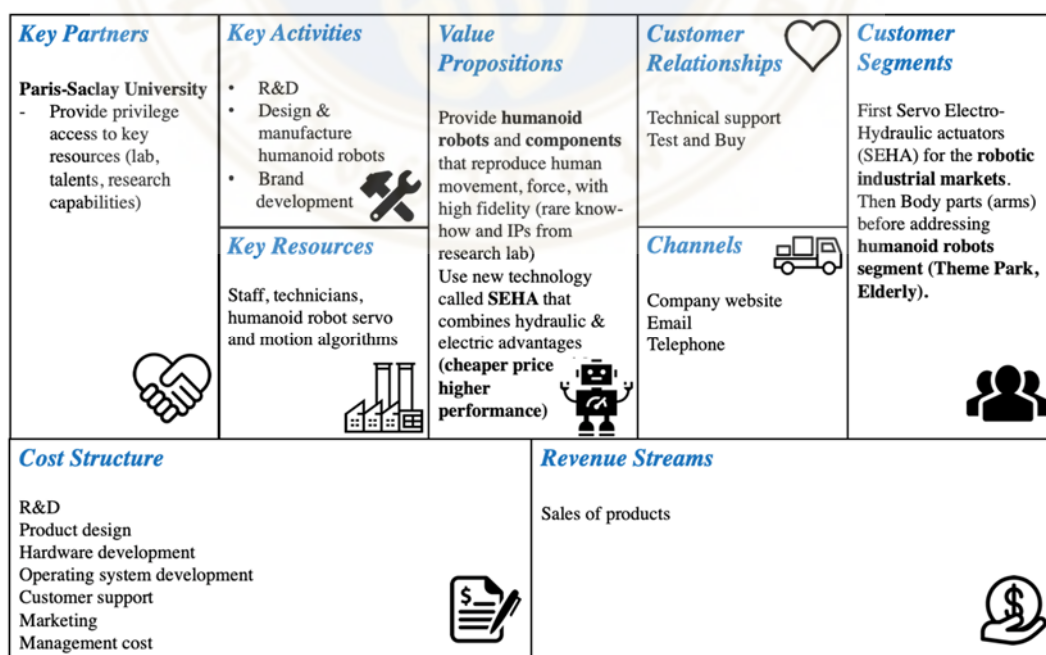 Key Partners
Paris-Saclay University
- Provide privilege
access to key
resources (lab,
talents, research
capabilities)
Key Activities
• R&D
• Design &
manufacture
humanoid robots
• Brand
development
Key Resources
Staff, technicians,
humanoid robot servo
and motion algorithms
Value
Propositions
Provide humanoid
robots and components
that reproduce human
movement, force, with
high fidelity (rare know-
how and IPs from
research lab)
Use new technology
called SEHA that
combines hydraulic &
electric advantages
(cheaper price
higher
performance)
Customer
Relationships
Technical support
Test and Buy
Channels
Company website
Email
Telephone
Customer
Segments
First Servo Electro-
Hydraulic actuators
(SEHA) for the robotic
industrial markets.
Then Body parts (arms)
before addressing
humanoid robots
segment (Theme Park,
Elderly).
Cost Structure
R&D
Product design
Hardware development
Operating system development
Customer support
Marketing
Management cost
$
Revenue Streams
Sales of products
$